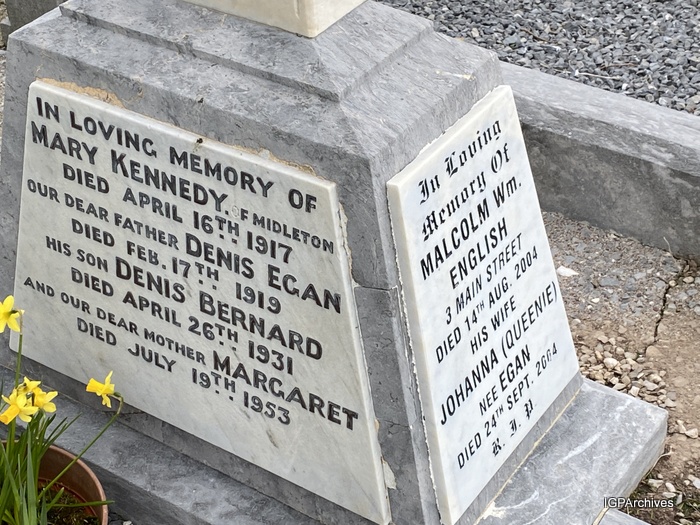 IN LOVING MEMORY OF
MARY KENNEDY OF MIDLETON
DIED APRIL 16TH 1917
OUR DEAR FATHER DENIS EGAN
DIED FEB. 17TH 1919
HIS SON DENIS BERNARD
DIED APRIL 26TH 1931
AND OUR DEAR MOTHER MARGARET
DIED JULY 19TH 1953
In Loving
Memory Of
MALCOLM Wm.
ENGLISH
3 MAIN STREET
DIED 14TH AUG. 2004
HIS WIFE
JOHANNA (QUEENIE)
NEE EGAN
DIED 24TH SEPT. 2004
R. I. P
IGPArchives